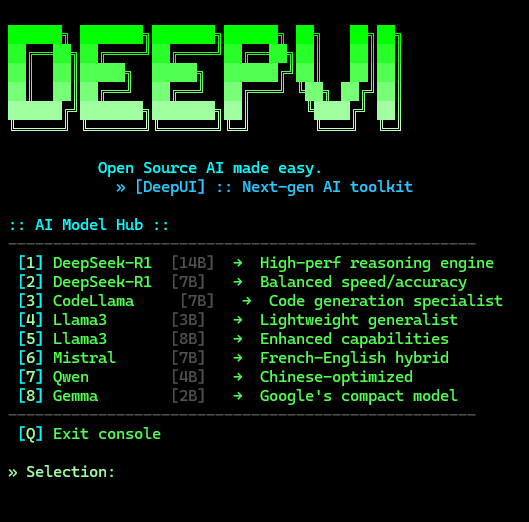 DEEPVI
Open Source AI made easy.
» [DeepUI] :: Next-gen AI toolkit
:: AI Model Hub ::
[1] DeepSeek-R1 [14B] → High-perf reasoning engine
[2] DeepSeek-R1 [7B] → Balanced speed/accuracy
[3] CodeLlama [7B] → Code generation specialist
[4] Llama3 [3B] → Lightweight generalist
[5] Llama3 [8B] → Enhanced capabilities
[6] Mistral [7B] → French-English hybrid
[7] Qwen [4B] → Chinese-optimized
[8] Gemma [2B] → Google's compact model
[Q] Exit console
» Selection: